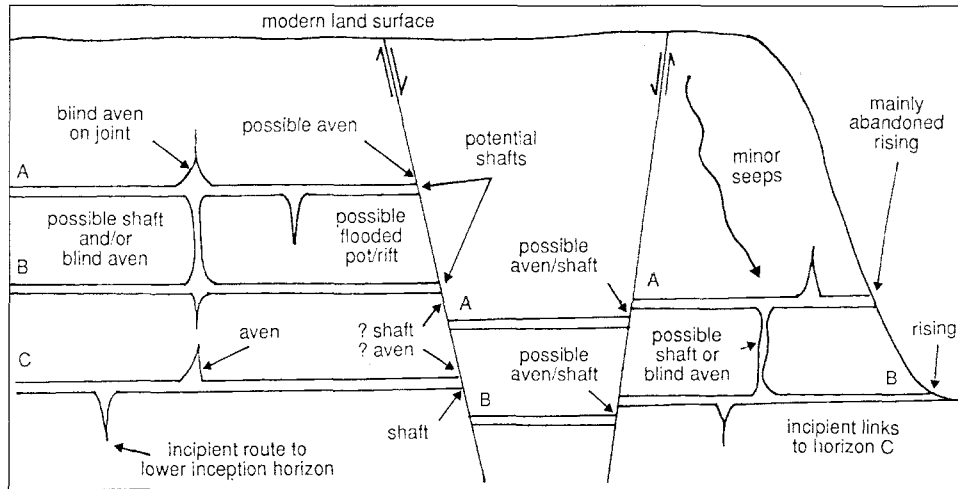 modern land surface
blind aven
on joint
possible aven
potential
shafts
minor
seeps
mainly
abandoned
rising
A
possible shaft
and/or
blind aven
possible
flooded
pot/rift
possible
aven/shaft
A
B
A
possible
shaft or
blind aven
rising
C
aven
? shaft
? aven
possible
aven/shaft
B
B
shaft
incipient route to
lower inception horizon
incipient links
to horizon C